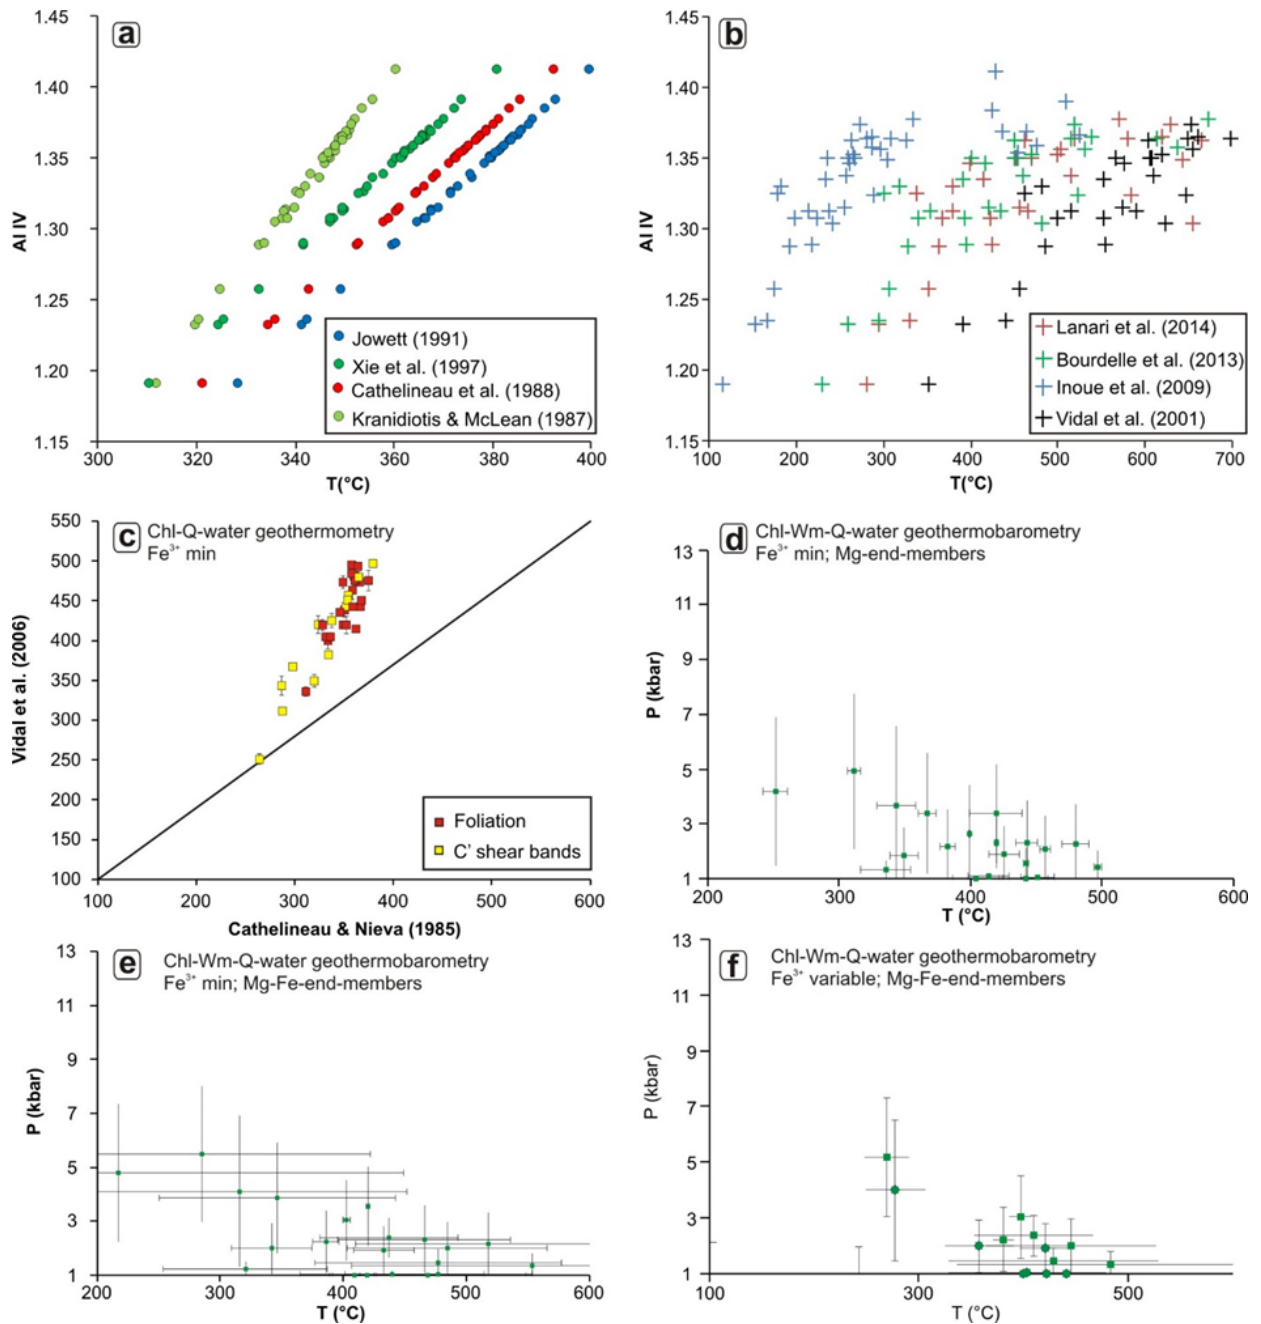 a
1.45
1.40
1.35
1.30
1.25
1.20
1.15
Al IV
300
320
340
360
380
400
T(°C)
Jowett (1991)
Xie et al. (1997)
Cathelineau et al. (1988)
Kranidiotis & McLean (1987)
b
1.45
1.40
1.35
1.30
1.25
1.20
1.15
Al IV
100
200
300
400
500
600
700
T(°C)
Lanari et al. (2014)
Bourdelle et al. (2013)
Inoue et al. (2009)
Vidal et al. (2001)
c
Chl-Q-water geothermometry
Fe³⁺ min
550
500
450
400
350
300
250
200
150
100
Vidal et al. (2006)
100
200
300
400
500
600
Cathelineau & Nieva (1985)
Foliation
C' shear bands
d
Chl-Wm-Q-water geothermobarometry
Fe³⁺ min; Mg-end-members
13
11
9
7
5
3
1
P (kbar)
200
300
400
500
600
T (°C)
e
Chl-Wm-Q-water geothermobarometry
Fe³⁺ min; Mg-Fe-end-members
13
11
9
7
5
3
1
P (kbar)
200
300
400
500
600
T (°C)
f
Chl-Wm-Q-water geothermobarometry
Fe³⁺ variable; Mg-Fe-end-members
13
11
9
7
5
3
1
P (kbar)
100
300
500
T (°C)